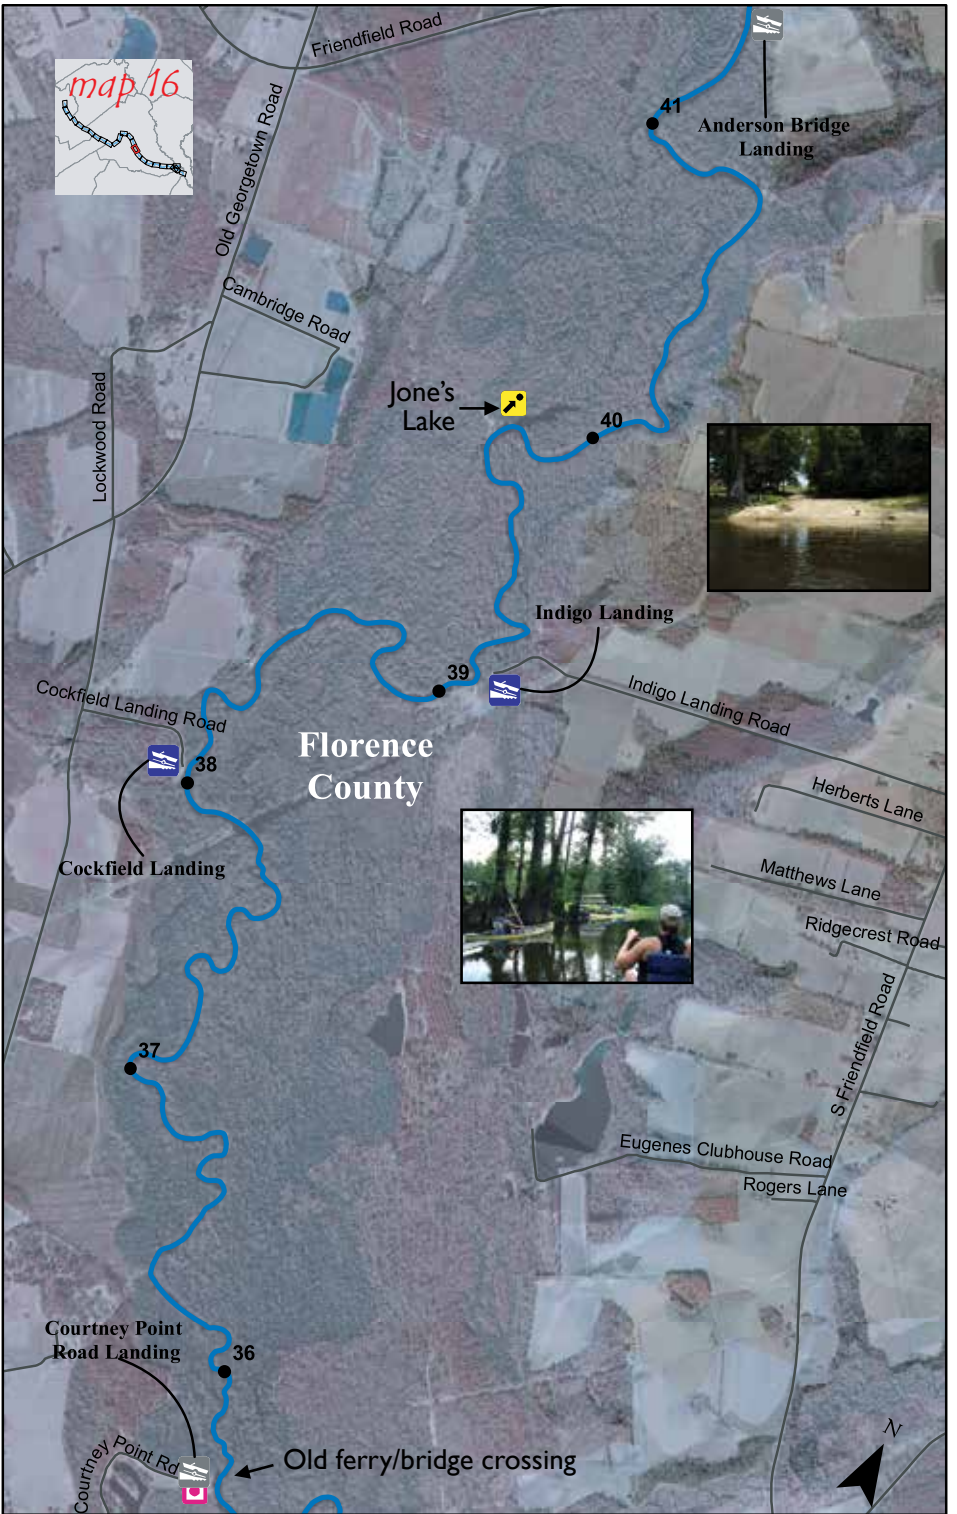 map 16
Friendfield Road
Old Georgetown Road
41
Anderson Bridge
Landing
Cambridge Road
Lockwood Road
Jone's
Lake
40
Indigo Landing
39
Cockfield Landing Road
Indigo Landing Road
Florence
County
38
Herberts Lane
Cockfield Landing
Matthews Lane
Ridgecrest Road
S Friendfield Road
37
Eugenes Clubhouse Road
Rogers Lane
Courtney Point
Road Landing
36
N
Courtney Point Rd
Old ferry/bridge crossing